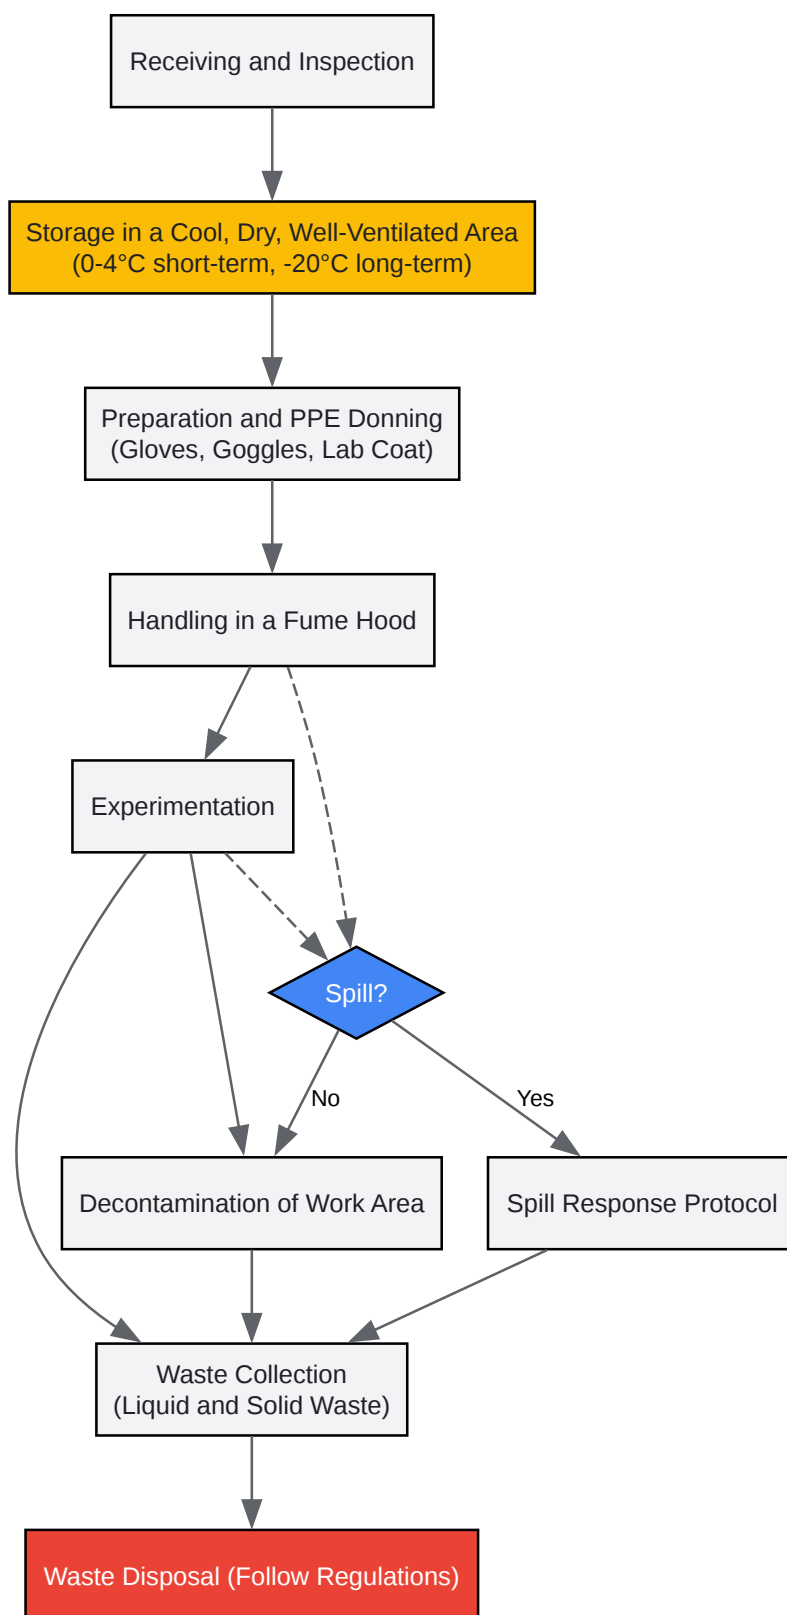 Receiving and Inspection
Storage in a Cool, Dry, Well-Ventilated Area
(0-4°C short-term, -20°C long-term)
Preparation and PPE Donning
(Gloves, Goggles, Lab Coat)
Handling in a Fume Hood
Experimentation
Spill?
No
Yes
Decontamination of Work Area
Spill Response Protocol
Waste Collection
(Liquid and Solid Waste)
Waste Disposal (Follow Regulations)